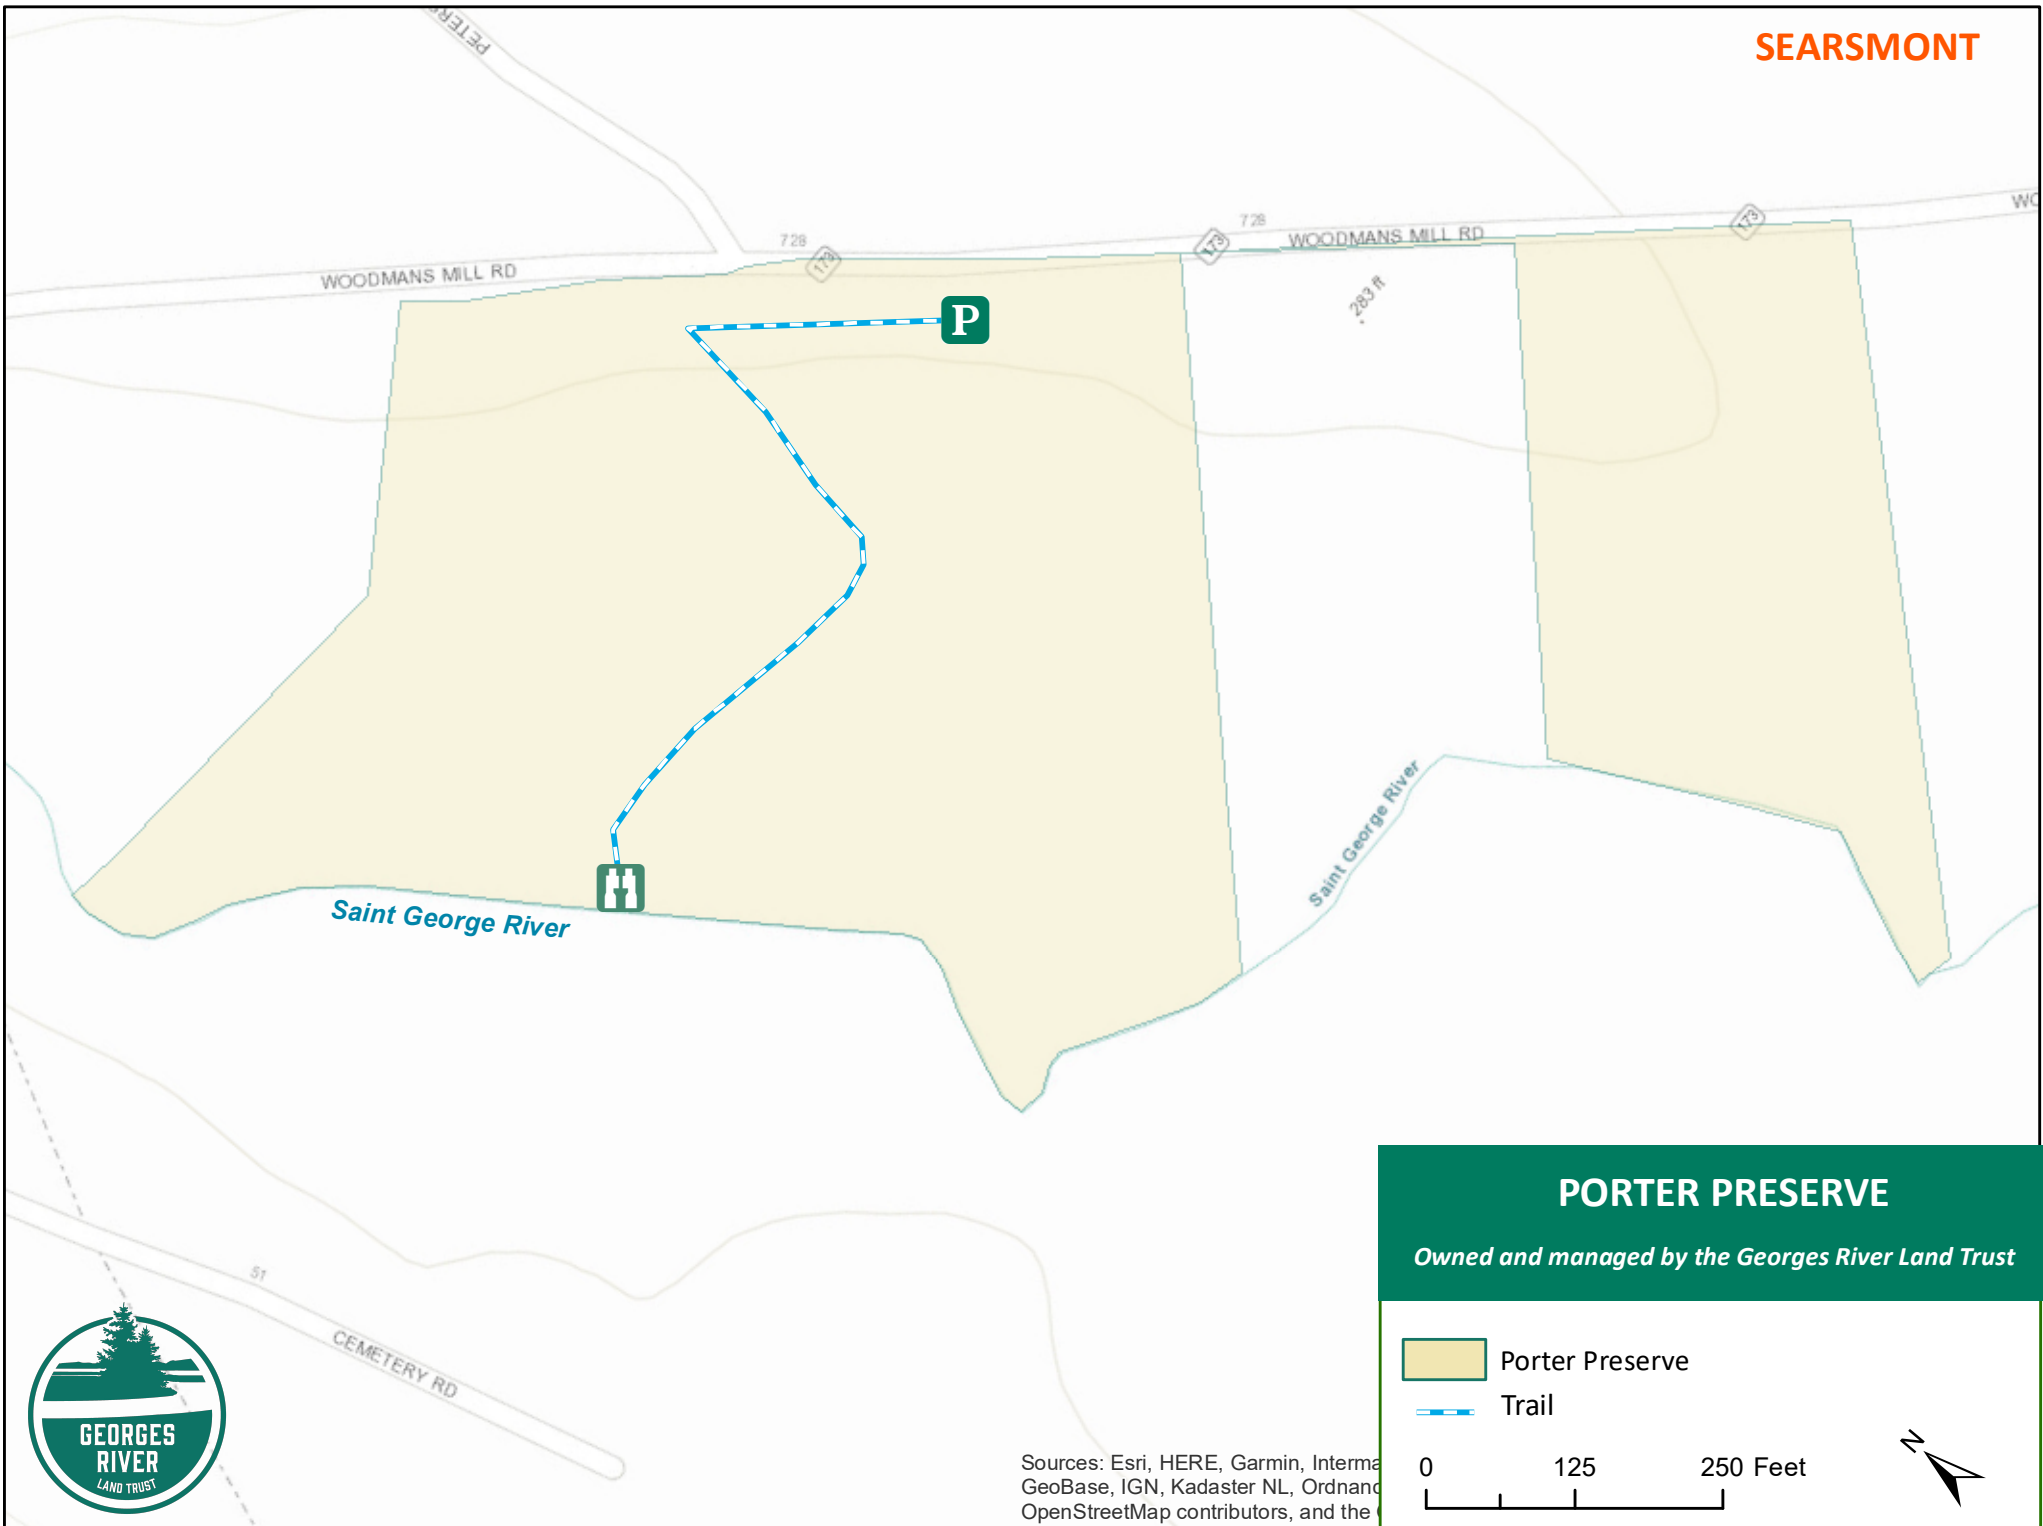 SEARSMONT
PETERS
WO
728
728
173
173
173
WOODMANS MILL RD
WOODMANS MILL RD
283 ft
P
Saint George River
Saint George River
51
CEMETERY RD
GEORGES
RIVER
LAND TRUST
PORTER PRESERVE
Owned and managed by the Georges River Land Trust
Porter Preserve
Trail
0 125 250 Feet
N
Sources: Esri, HERE, Garmin, Interma
GeoBase, IGN, Kadaster NL, Ordnanc
OpenStreetMap contributors, and the